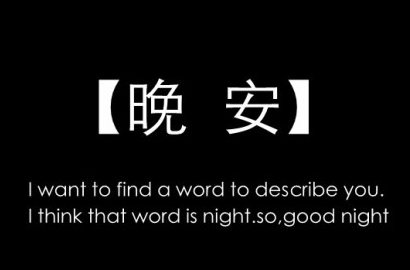 【晚 安】
I want to find a word to describe you.
I think that word is night.so,good night